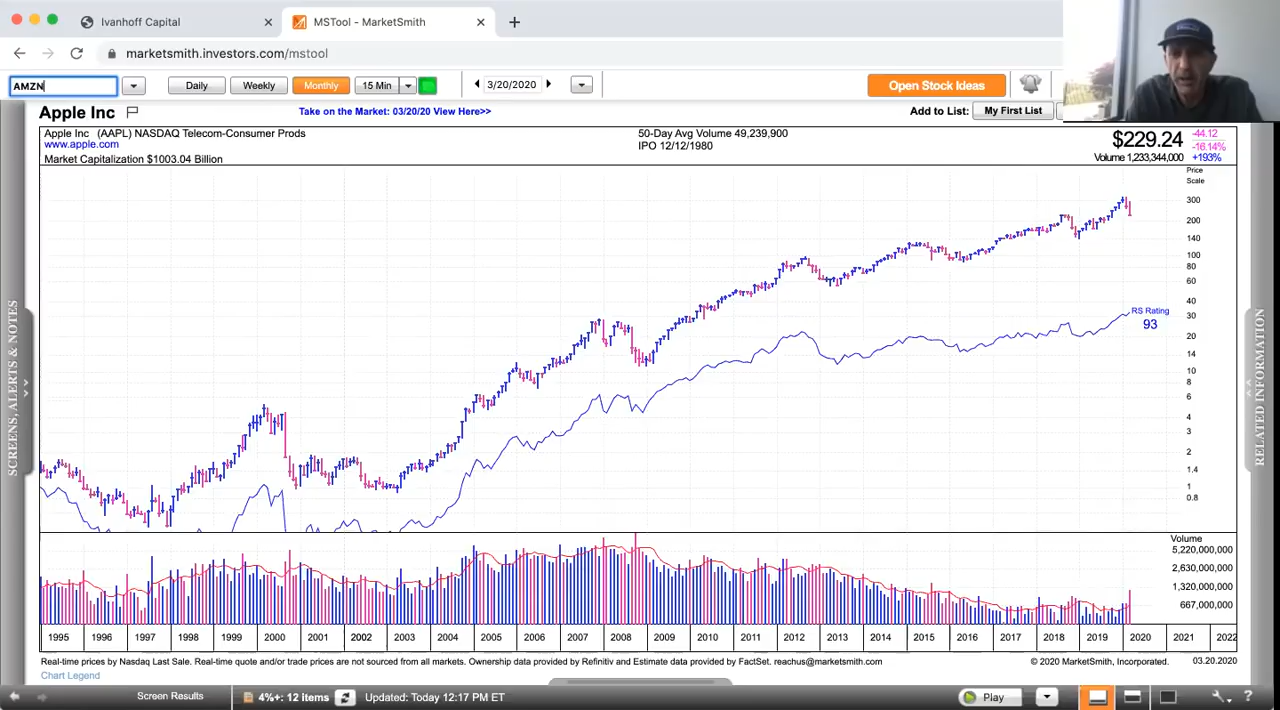 Ivanhoff Capital
MSTool - MarketSmith
marketsmith.investors.com/mstool
AMZN
Daily
Weekly
Monthly
15 Min
3/20/2020
Open Stock Ideas
Apple Inc
Take on the Market: 03/20/20 View Here>>
Add to List:
My First List
Apple Inc (AAPL) NASDAQ Telecom-Consumer Prods
www.apple.com
Market Capitalization $1003.04 Billion
50-Day Avg Volume 49,239,900
IPO 12/12/1980
$229.24
-44.12
-16.14%
Volume 1,233,344,000 +193%
Price
Scale
300
200
140
100
80
60
40
30
20
14
10
8
6
4
3
2
1.4
1
0.8
RS Rating
93
Volume
5,220,000,000
2,630,000,000
1,320,000,000
667,000,000
1995 1996 1997 1998 1999 2000 2001 2002 2003 2004 2005 2006 2007 2008 2009 2010 2011 2012 2013 2014 2015 2016 2017 2018 2019 2020 2021 2022
Real-time prices by Nasdaq Last Sale. Real-time quote and/or trade prices are not sourced from all markets. Ownership data provided by Refinitiv and Estimate data provided by FactSet. reachus@marketsmith.com
© 2020 MarketSmith, Incorporated.
03.20.2020
Chart Legend
SCREENS, ALERTS & NOTES
RELATED INFORMATION
Screen Results
4%+: 12 items
Updated: Today 12:17 PM ET
Play
?